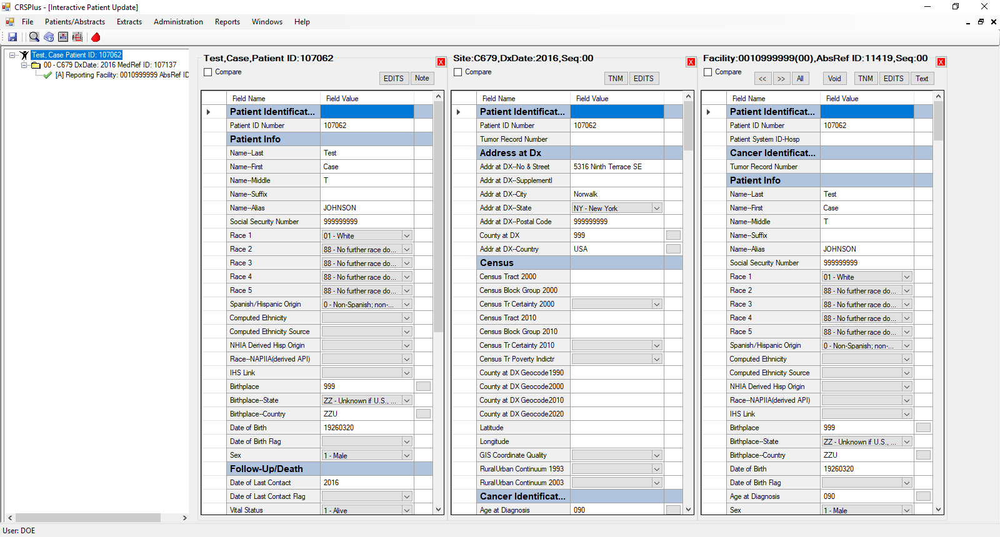 CRSPlus - [Interactive Patient Update]
File Patients/Abstracts Extracts Administration Reports Windows Help
Test, Case Patient ID: 107062
00 - C679 DxDate: 2016 MedRef ID: 107137
[A] Reporting Facility: 0010999999 AbsRef ID
Test,Case,Patient ID:107062
Compare
EDITS Note
Field Name Field Value
Patient Identificat...
Patient ID Number 107062
Patient Info
Name--Last Test
Name--First Case
Name--Middle T
Name--Suffix
Name--Alias JOHNSON
Social Security Number 999999999
Race 1 01 - White
Race 2 88 - No further race do...
Race 3 88 - No further race do...
Race 4 88 - No further race do...
Race 5 88 - No further race do...
Spanish/Hispanic Origin 0 - Non-Spanish; non-...
Computed Ethnicity
Computed Ethnicity Source
NHIA Derived Hisp Origin
Race--NAPIIA(derived API)
IHS Link
Birthplace 999
Birthplace--State ZZ - Unknown if U.S., ...
Birthplace--Country ZZU
Date of Birth 19260320
Date of Birth Flag
Sex 1 - Male
Follow-Up/Death
Date of Last Contact 2016
Date of Last Contact Flag
Vital Status 1 - Alive
Site:C679,DxDate:2016,Seq:00
Compare
TNM EDITS
Field Name Field Value
Patient Identificat...
Patient ID Number 107062
Tumor Record Number
Address at Dx
Addr at DX--No & Street 5316 Ninth Terrace SE
Addr at DX--Supplementl
Addr at DX--City Norwalk
Addr at DX--State NY - New York
Addr at DX--Postal Code 999999999
County at DX 999
Addr at DX--Country USA
Census
Census Tract 2000
Census Block Group 2000
Census Tr Certainty 2000
Census Tract 2010
Census Block Group 2010
Census Tr Certainty 2010
Census Tr Poverty Indictr
County at DX Geocode1990
County at DX Geocode2000
County at DX Geocode2010
County at DX Geocode2020
Latitude
Longitude
GIS Coordinate Quality
RuralUrban Continuum 1993
RuralUrban Continuum 2003
Cancer Identificat...
Age at Diagnosis 090
Facility:0010999999(00),AbsRef ID:11419,Seq:00
Compare
<< >> All Void TNM EDITS Text
Field Name Field Value
Patient Identificat...
Patient ID Number 107062
Patient System ID-Hosp
Cancer Identificat...
Tumor Record Number
Patient Info
Name--Last Test
Name--First Case
Name--Middle T
Name--Suffix
Name--Alias JOHNSON
Social Security Number 999999999
Race 1 01 - White
Race 2 88 - No further race do...
Race 3 88 - No further race do...
Race 4 88 - No further race do...
Race 5 88 - No further race do...
Spanish/Hispanic Origin 0 - Non-Spanish; non-...
Computed Ethnicity
Computed Ethnicity Source
NHIA Derived Hisp Origin
Race--NAPIIA(derived API)
IHS Link
Birthplace 999
Birthplace--State ZZ - Unknown if U.S., ...
Birthplace--Country ZZU
Date of Birth 19260320
Date of Birth Flag
Age at Diagnosis 090
Sex 1 - Male
User: DOE